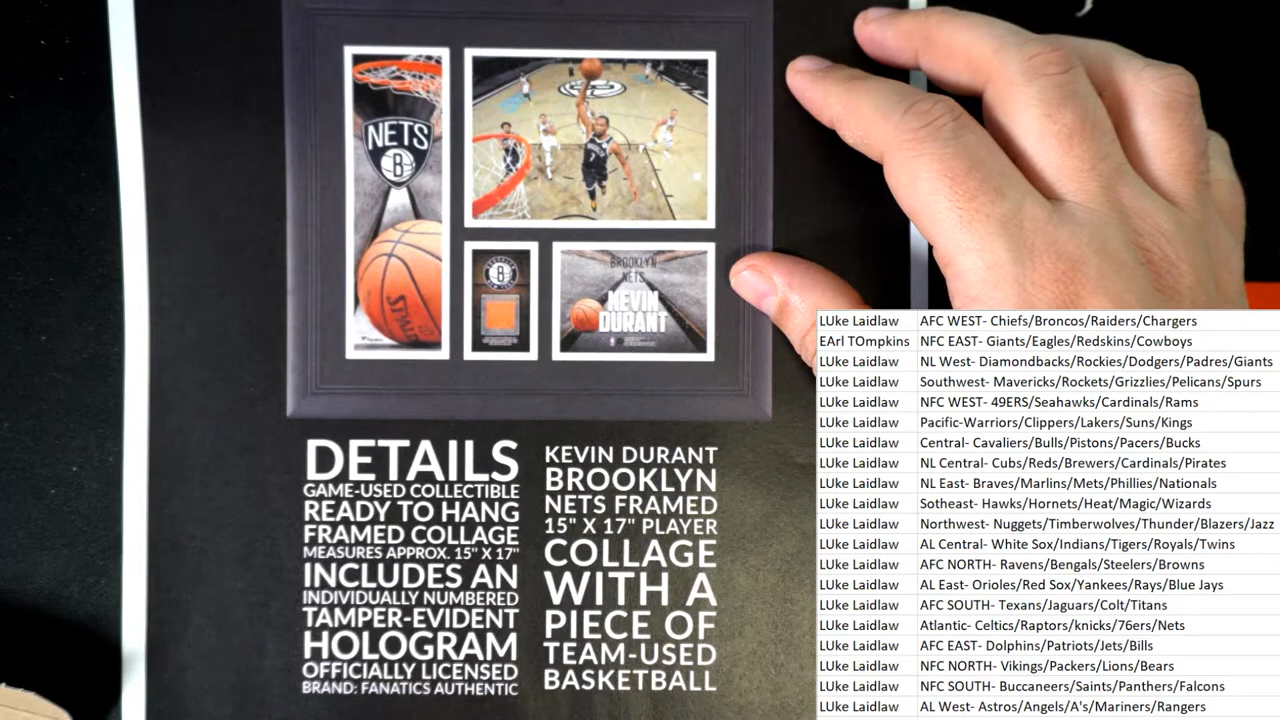 NETS
B
SPALDING
B
BROOKLYN
NETS
KEVIN
DURANT
DETAILS
GAME-USED COLLECTIBLE
READY TO HANG
FRAMED COLLAGE
MEASURES APPROX. 15" X 17"
INCLUDES AN
INDIVIDUALLY NUMBERED
TAMPER-EVIDENT
HOLOGRAM
OFFICIALLY LICENSED
BRAND: FANATICS AUTHENTIC
KEVIN DURANT
BROOKLYN
NETS FRAMED
15" X 17" PLAYER
COLLAGE
WITH A
PIECE OF
TEAM-USED
BASKETBALL
LUke Laidlaw AFC WEST- Chiefs/Broncos/Raiders/Chargers
EArl TOmpkins NFC EAST- Giants/Eagles/Redskins/Cowboys
LUke Laidlaw NL West- Diamondbacks/Rockies/Dodgers/Padres/Giants
LUke Laidlaw Southwest- Mavericks/Rockets/Grizzlies/Pelicans/Spurs
LUke Laidlaw NFC WEST- 49ERS/Seahawks/Cardinals/Rams
LUke Laidlaw Pacific-Warriors/Clippers/Lakers/Suns/Kings
LUke Laidlaw Central- Cavaliers/Bulls/Pistons/Pacers/Bucks
LUke Laidlaw NL Central- Cubs/Reds/Brewers/Cardinals/Pirates
LUke Laidlaw NL East- Braves/Marlins/Mets/Phillies/Nationals
LUke Laidlaw Sotheast- Hawks/Hornets/Heat/Magic/Wizards
LUke Laidlaw Northwest- Nuggets/Timberwolves/Thunder/Blazers/Jazz
LUke Laidlaw AL Central- White Sox/Indians/Tigers/Royals/Twins
LUke Laidlaw AFC NORTH- Ravens/Bengals/Steelers/Browns
LUke Laidlaw AL East- Orioles/Red Sox/Yankees/Rays/Blue Jays
LUke Laidlaw AFC SOUTH- Texans/Jaguars/Colt/Titans
LUke Laidlaw Atlantic- Celtics/Raptors/knicks/76ers/Nets
LUke Laidlaw AFC EAST- Dolphins/Patriots/Jets/Bills
LUke Laidlaw NFC NORTH- Vikings/Packers/Lions/Bears
LUke Laidlaw NFC SOUTH- Buccaneers/Saints/Panthers/Falcons
LUke Laidlaw AL West- Astros/Angels/A's/Mariners/Rangers